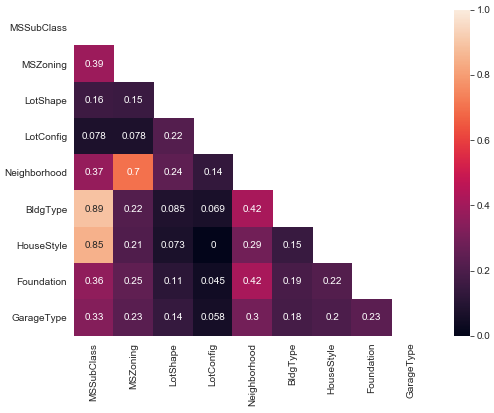 MSSubClass
MSZoning 0.39
LotShape 0.16 0.15
LotConfig 0.078 0.078 0.22
Neighborhood 0.37 0.7 0.24 0.14
BldgType 0.89 0.22 0.085 0.069 0.42
HouseStyle 0.85 0.21 0.073 0 0.29 0.15
Foundation 0.36 0.25 0.11 0.045 0.42 0.19 0.22
GarageType 0.33 0.23 0.14 0.058 0.3 0.18 0.2 0.23
MSSubClass MSZoning LotShape LotConfig Neighborhood BldgType HouseStyle Foundation GarageType
1.0
0.8
0.6
0.4
0.2
0.0